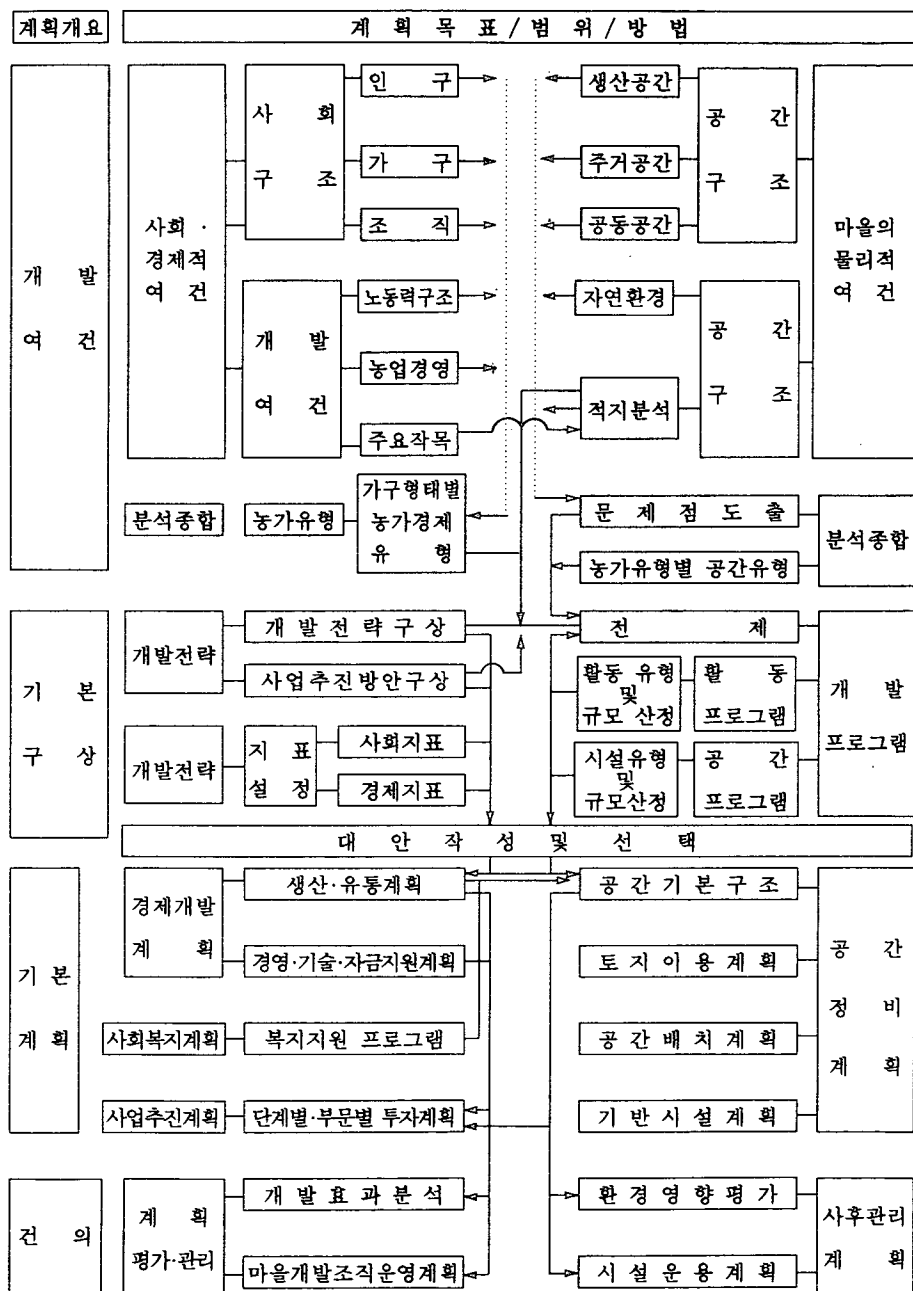 계획개요
계 획 목 표 / 범 위 / 방 법
개 발
여 건
사회 ·
경제적
여 건
사 회
구 조
인 구
가 구
조 직
개 발
여 건
노동력구조
농업경영
주요작목
생산공간
주거공간
공동공간
공 간
구 조
자연환경
적지분석
공 간
구 조
마을의
물리적
여 건
분석종합
농가유형
가구형태별
농가경제
유 형
문 제 점 도 출
농가유형별 공간유형
분석종합
기 본
구 상
개발전략
개 발 전 략 구 상
사업추진방안구상
개발전략
지 표
설 정
사회지표
경제지표
전 제
활동 유형
및
규모 산정
활 동
프로그램
시설유형
및
규모산정
공 간
프로그램
개 발
프로그램
대 안 작 성 및 선 택
기 본
계 획
경제개발
계 획
생산·유통계획
경영·기술·자금지원계획
사회복지계획
복지지원 프로그램
사업추진계획
단계별·부문별 투자계획
공 간 기 본 구 조
토 지 이 용 계 획
공 간 배 치 계 획
기 반 시 설 계 획
공 간
정 비
계 획
건 의
계 획
평가·관리
개 발 효 과 분 석
마을개발조직운영계획
환 경 영 향 평 가
시 설 운 용 계 획
사후관리
계 획